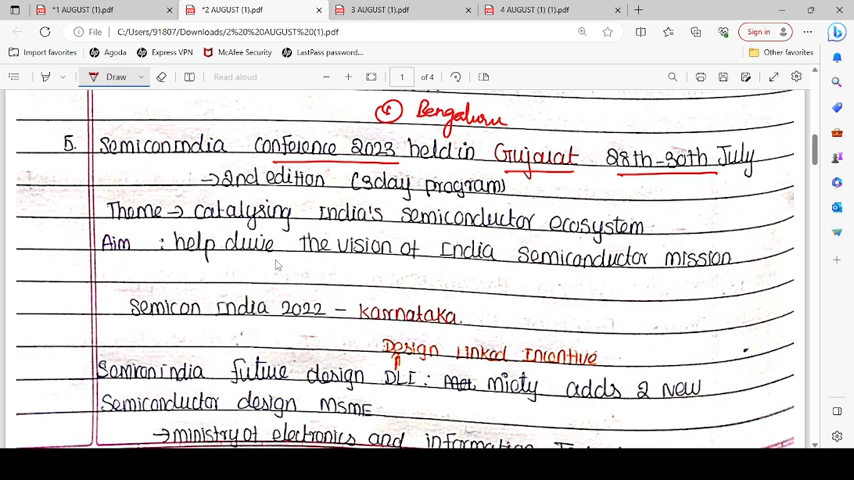 *1 AUGUST (1).pdf
*2 AUGUST (1).pdf
3 AUGUST (1).pdf
4 AUGUST (1).pdf
File
C:/Users/91807/Downloads/2%20%20AUGUST%20(1).pdf
Sign in
Import favorites
Agoda
Express VPN
McAfee Security
LastPass password...
Other favorites
Draw
Read aloud
1
of 4
Bengaluru
5. Semiconindia conference 2023 held in Gujarat 28th-30th July
→2nd edition (3day program)
Theme → catalysing India's semiconductor ecosystem
Aim : help drive the vision of India semiconductor mission
Semicon India 2022 - Karnataka.
Design Linked Incentive
future design DLI : miety adds 2 new
Semiconductor design MSME
→ministry of electronics and information